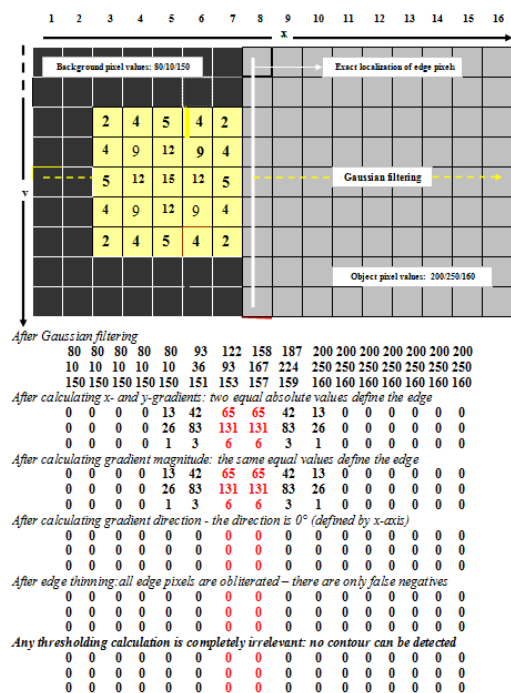 1 2 3 4 5 6 7 8 9 10 11 12 13 14 15 16
x
Background pixel values: 80/10/150
Exact localization of edge pixels
2 4 5 4 2
4 9 12 9 4
y
5 12 15 12 5
Gaussian filtering
4 9 12 9 4
2 4 5 4 2
Object pixel values: 200/250/160
After Gaussian filtering
80 80 80 80 80 93 122 158 187 200 200 200 200 200 200 200
10 10 10 10 10 36 93 167 224 250 250 250 250 250 250 250
150 150 150 150 150 151 153 157 159 160 160 160 160 160 160 160
After calculating x- and y-gradients: two equal absolute values define the edge
0 0 0 0 13 42 65 65 42 13 0 0 0 0 0 0
0 0 0 0 26 83 131 131 83 26 0 0 0 0 0 0
0 0 0 0 1 3 6 6 3 1 0 0 0 0 0 0
After calculating gradient magnitude: the same equal values define the edge
0 0 0 0 13 42 65 65 42 13 0 0 0 0 0 0
0 0 0 0 26 83 131 131 83 26 0 0 0 0 0 0
0 0 0 0 1 3 6 6 3 1 0 0 0 0 0 0
After calculating gradient direction - the direction is 0° (defined by x-axis)
0 0 0 0 0 0 0 0 0 0 0 0 0 0 0 0
0 0 0 0 0 0 0 0 0 0 0 0 0 0 0 0
0 0 0 0 0 0 0 0 0 0 0 0 0 0 0 0
After edge thinning:all edge pixels are obliterated – there are only false negatives
0 0 0 0 0 0 0 0 0 0 0 0 0 0 0 0
0 0 0 0 0 0 0 0 0 0 0 0 0 0 0 0
0 0 0 0 0 0 0 0 0 0 0 0 0 0 0 0
Any thresholding calculation is completely irrelevant: no contour can be detected
0 0 0 0 0 0 0 0 0 0 0 0 0 0 0 0
0 0 0 0 0 0 0 0 0 0 0 0 0 0 0 0
0 0 0 0 0 0 0 0 0 0 0 0 0 0 0 0